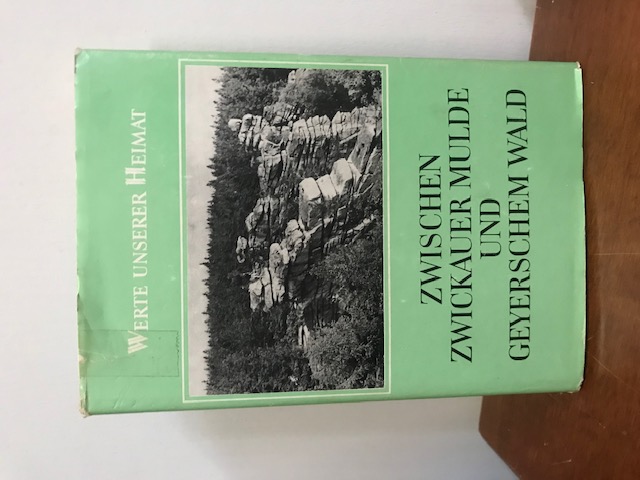 WERTE UNSERER HEIMAT
ZWISCHEN
ZWICKAUER MULDE
UND
GEYERSCHEM WALD